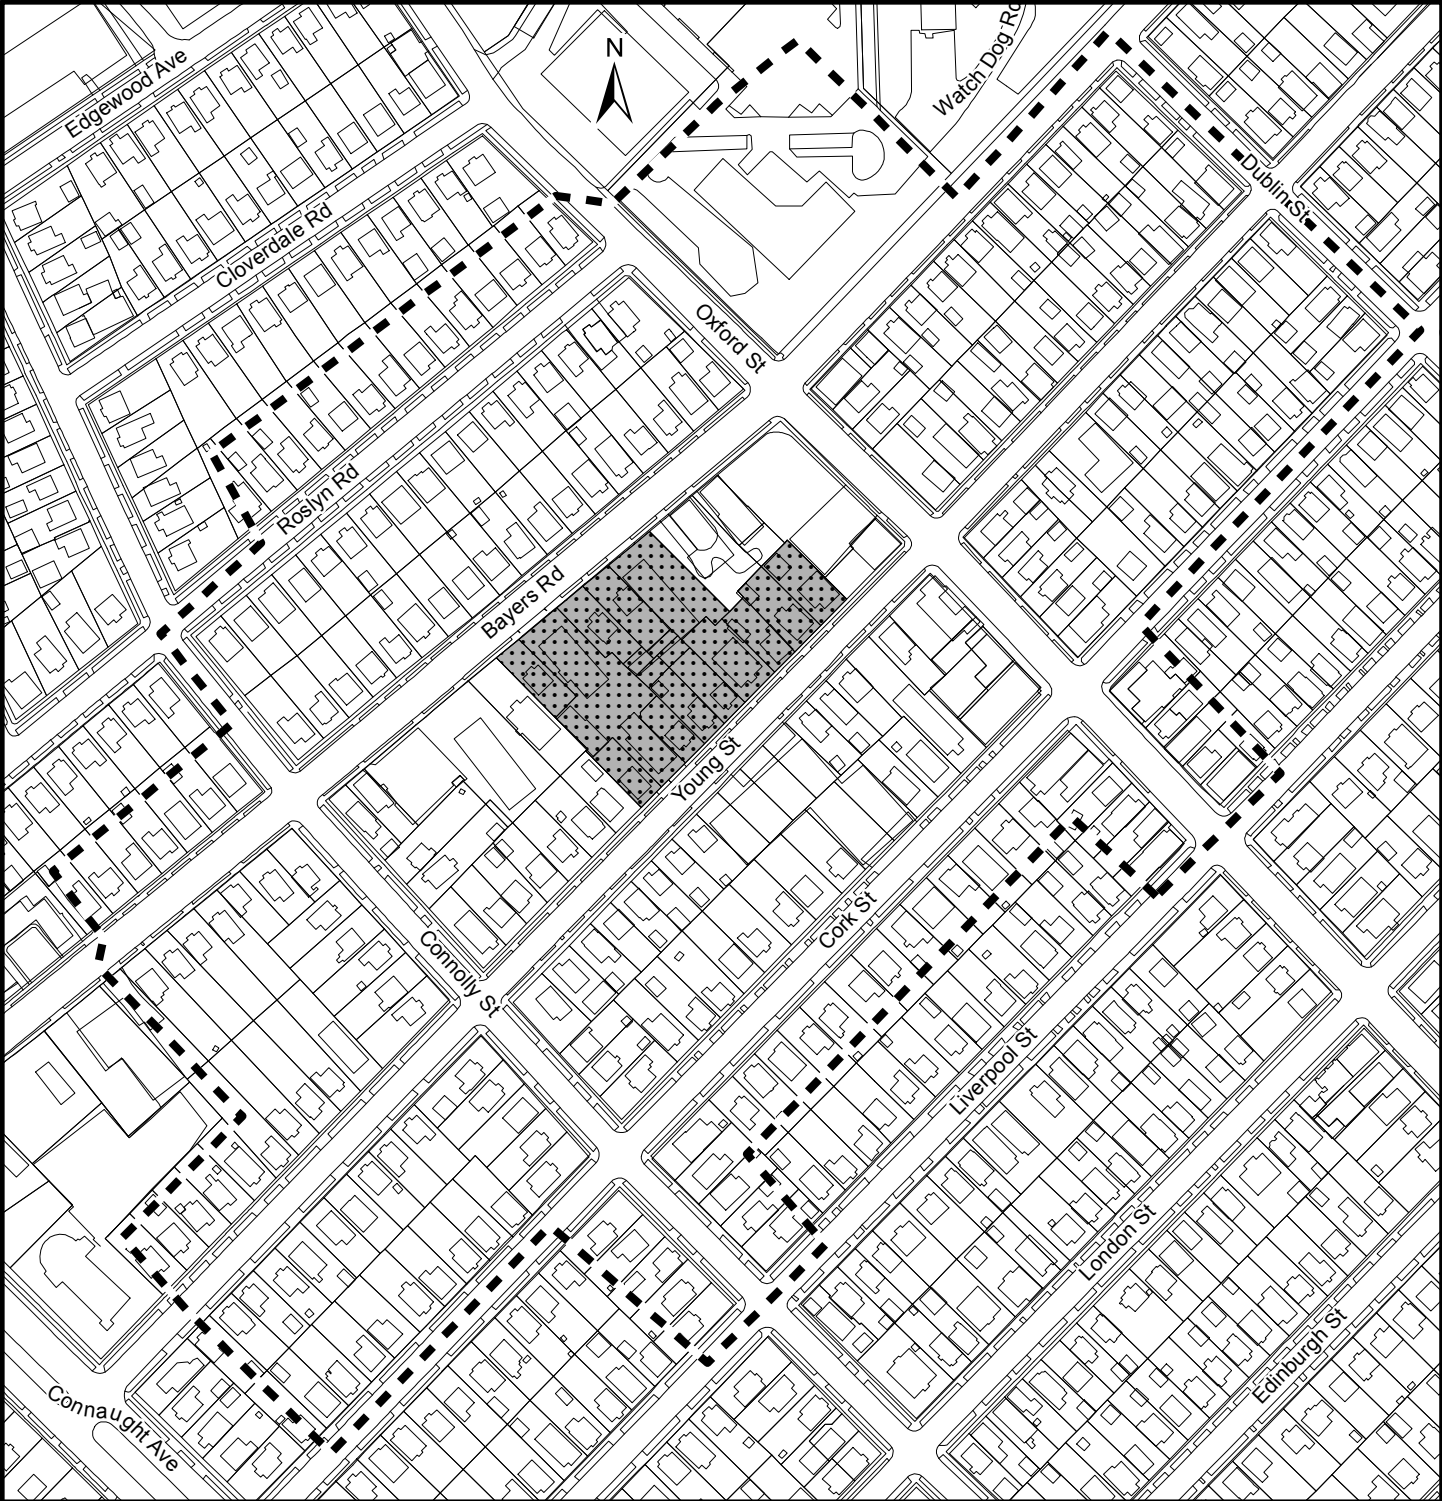 N
Watch Dog Rd
Edgewood Ave
Dublin St
Cloverdale Rd
Oxford St
Roslyn Rd
Bayers Rd
Young St
Cork St
Connolly St
Liverpool St
London St
Edinburgh St
Connaught Ave